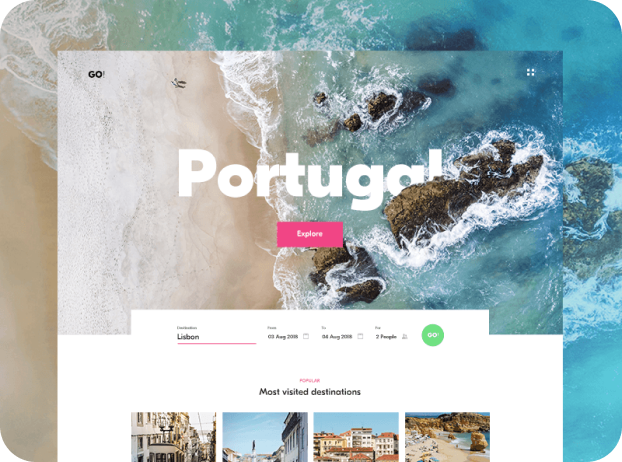 GO!
Portugal
Explore
Destination From To For
Lisbon 03 Aug 2018 04 Aug 2018 2 People GO!
POPULAR
Most visited destinations